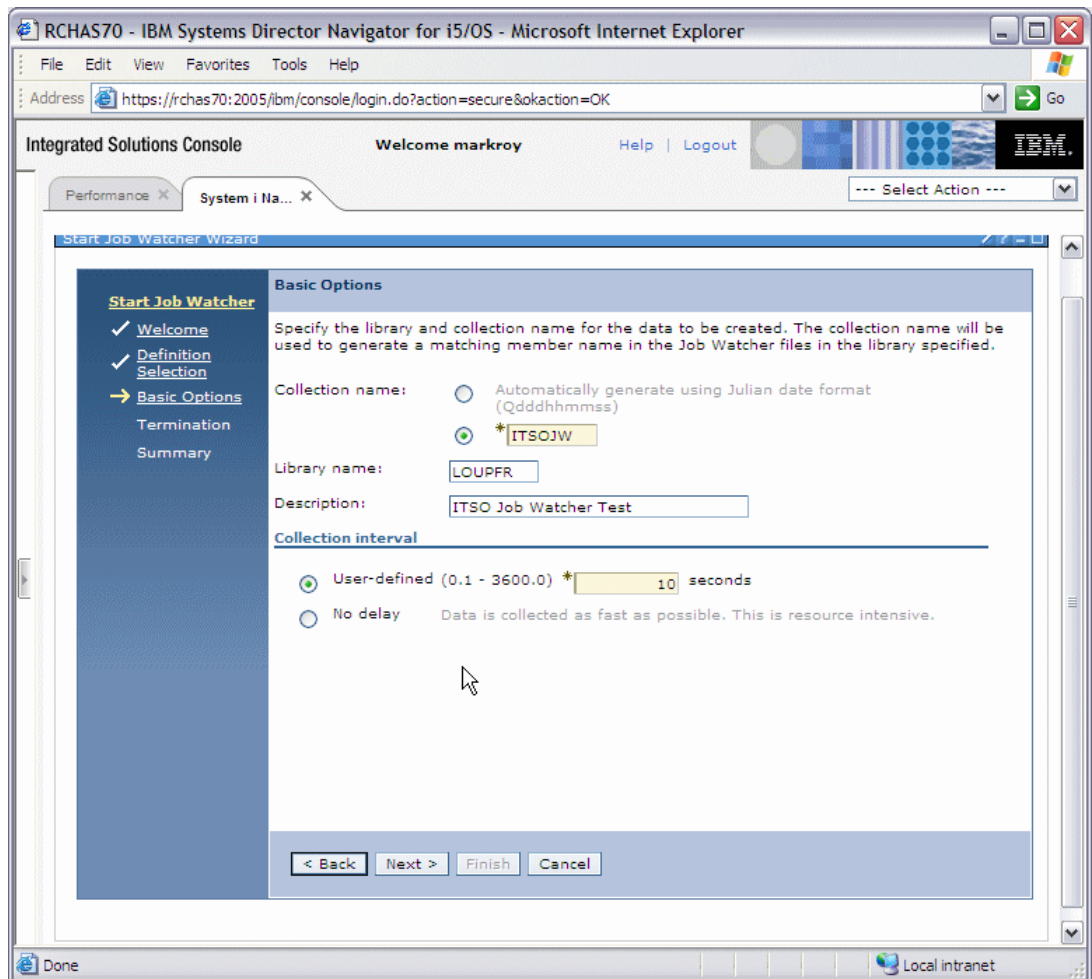 RCHAS70 - IBM Systems Director Navigator for i5/OS - Microsoft Internet Explorer
File Edit View Favorites Tools Help
Address https://rchas70:2005/ibm/console/login.do?action=secure&okaction=OK Go
Integrated Solutions Console Welcome markroy Help | Logout IBM.
Performance System i Na... --- Select Action ---
Start Job Watcher Wizard
Start Job Watcher
Welcome
Definition
Selection
Basic Options
Termination
Summary
Basic Options
Specify the library and collection name for the data to be created. The collection name will be
used to generate a matching member name in the Job Watcher files in the library specified.
Collection name: Automatically generate using Julian date format
(Qdddhhmmss)
*ITSOJW
Library name: LOUPFR
Description: ITSO Job Watcher Test
Collection interval
User-defined (0.1 - 3600.0) * 10 seconds
No delay Data is collected as fast as possible. This is resource intensive.
< Back Next > Finish Cancel
Done Local intranet